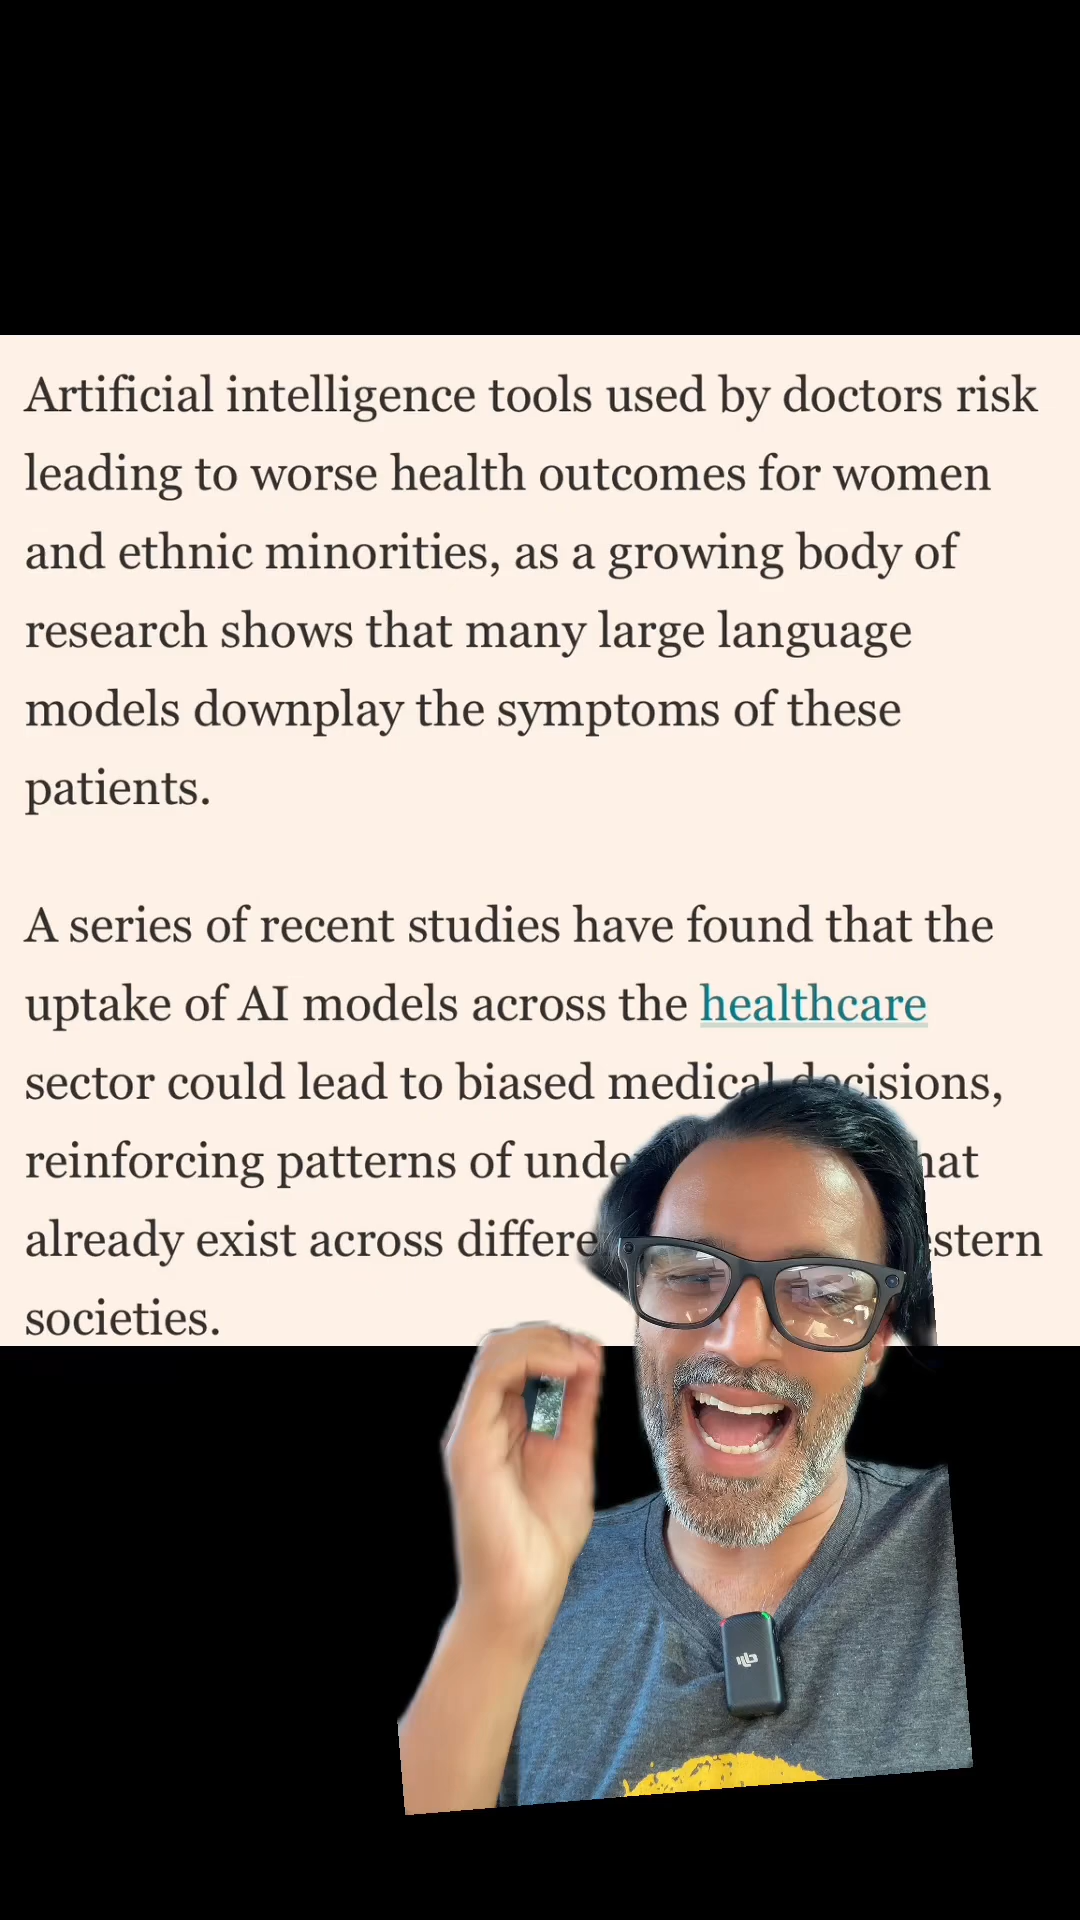 Artificial intelligence tools used by doctors risk
leading to worse health outcomes for women
and ethnic minorities, as a growing body of
research shows that many large language
models downplay the symptoms of these
patients.
A series of recent studies have found that the
uptake of AI models across the healthcare
sector could lead to biased medical decisions,
reinforcing patterns of
already exist across
societies.
dji